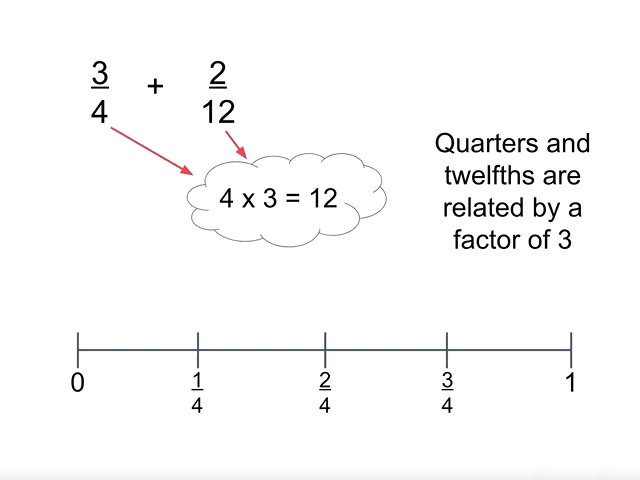 3/4 + 2/12
4 x 3 = 12
Quarters and
twelfths are
related by a
factor of 3
0 1/4 2/4 3/4 1